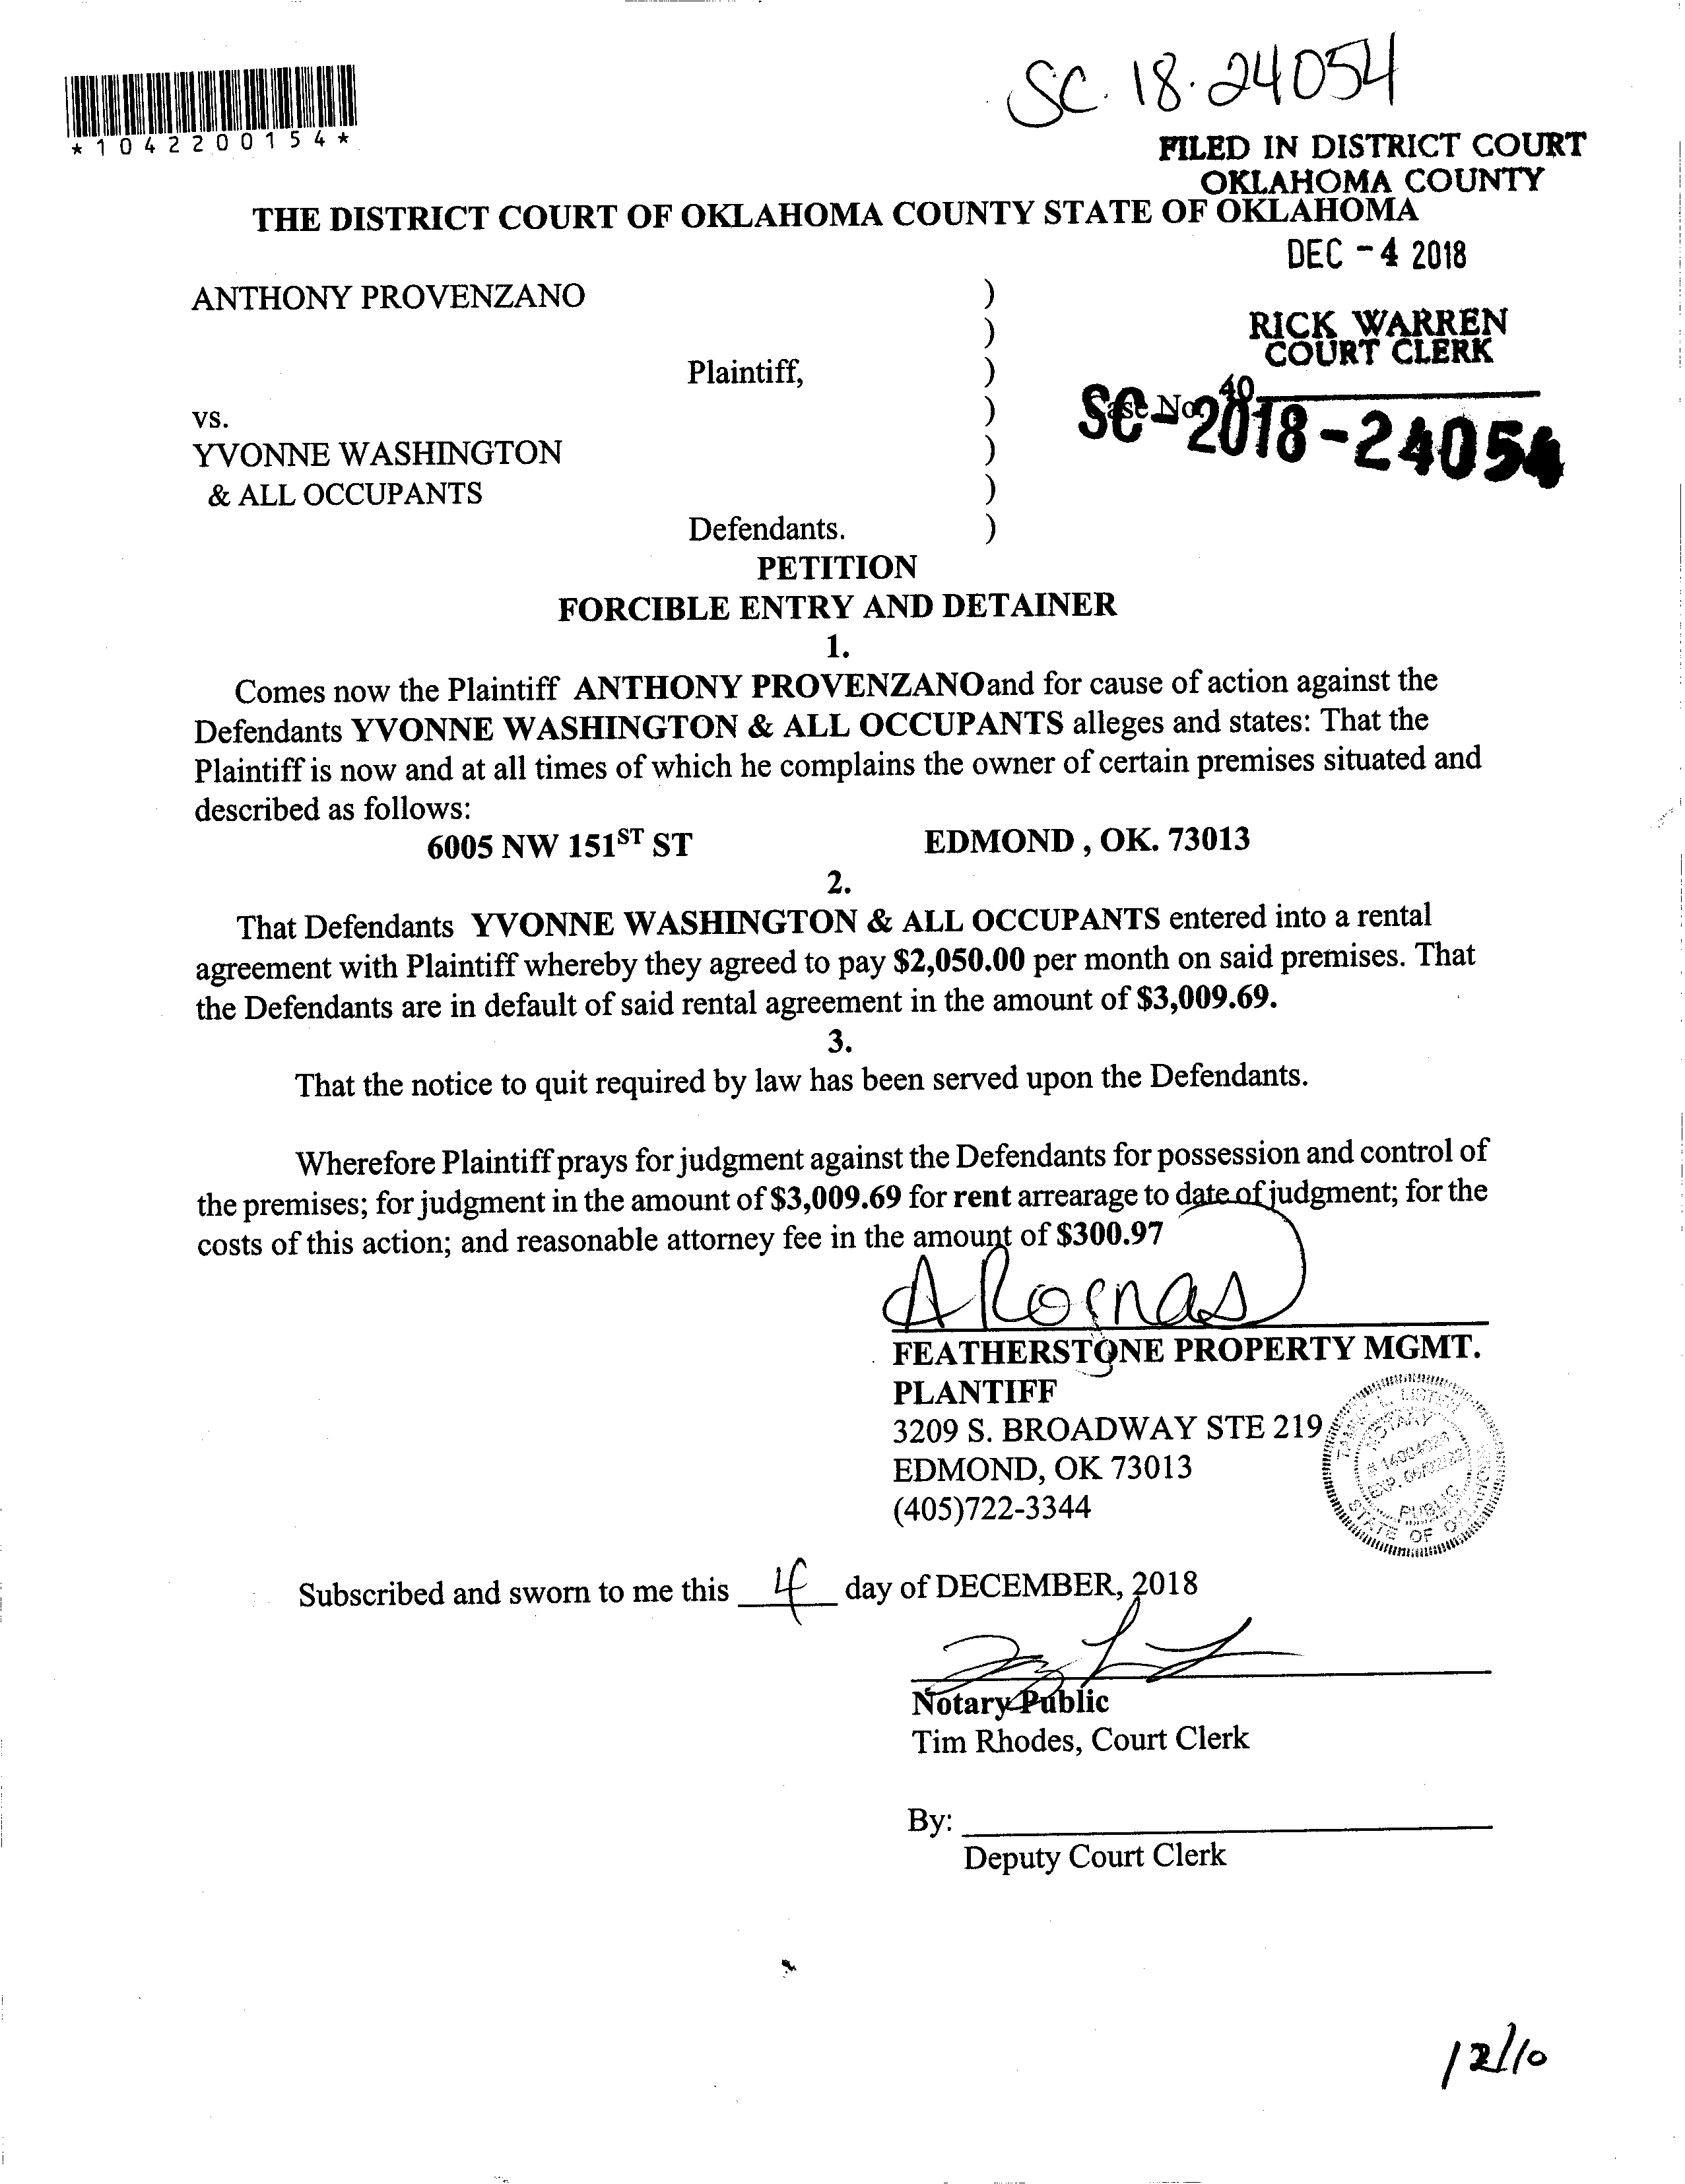 SC. 18.24054
*1042200154*
FILED IN DISTRICT COURT
OKLAHOMA COUNTY
THE DISTRICT COURT OF OKLAHOMA COUNTY STATE OF OKLAHOMA
DEC -4 2018
ANTHONY PROVENZANO )
)
RICK WARREN
COURT CLERK
Plaintiff, )
40
vs. ) Case No
SC-2018-24054
YVONNE WASHINGTON )
& ALL OCCUPANTS )
Defendants. )
PETITION
FORCIBLE ENTRY AND DETAINER
1.
Comes now the Plaintiff ANTHONY PROVENZANOand for cause of action against the
Defendants YVONNE WASHINGTON & ALL OCCUPANTS alleges and states: That the
Plaintiff is now and at all times of which he complains the owner of certain premises situated and
described as follows:
6005 NW 151ST ST EDMOND , OK. 73013
2.
That Defendants YVONNE WASHINGTON & ALL OCCUPANTS entered into a rental
agreement with Plaintiff whereby they agreed to pay $2,050.00 per month on said premises. That
the Defendants are in default of said rental agreement in the amount of $3,009.69.
3.
That the notice to quit required by law has been served upon the Defendants.
Wherefore Plaintiff prays for judgment against the Defendants for possession and control of
the premises; for judgment in the amount of $3,009.69 for rent arrearage to date of judgment; for the
costs of this action; and reasonable attorney fee in the amount of $300.97
FEATHERSTONE PROPERTY MGMT.
PLANTIFF
3209 S. BROADWAY STE 219
EDMOND, OK 73013
(405)722-3344
NOTARY
PUBLIC
STATE OF
Subscribed and sworn to me this 4 day of DECEMBER, 2018
Notary Public
Tim Rhodes, Court Clerk
By:
Deputy Court Clerk
12/10